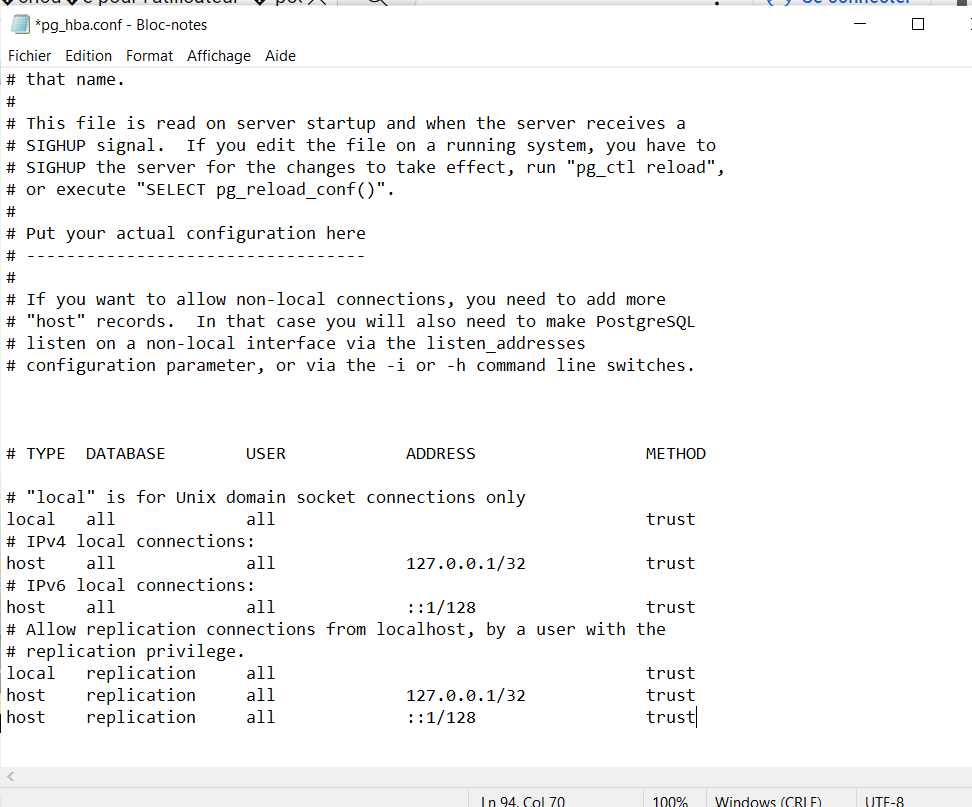 *pg_hba.conf - Bloc-notes
Fichier Edition Format Affichage Aide
# that name.
#
# This file is read on server startup and when the server receives a
# SIGHUP signal.  If you edit the file on a running system, you have to
# SIGHUP the server for the changes to take effect, run "pg_ctl reload",
# or execute "SELECT pg_reload_conf()".
#
# Put your actual configuration here
# ----------------------------------
#
# If you want to allow non-local connections, you need to add more
# "host" records.  In that case you will also need to make PostgreSQL
# listen on a non-local interface via the listen_addresses
# configuration parameter, or via the -i or -h command line switches.
# TYPE  DATABASE        USER            ADDRESS                 METHOD
# "local" is for Unix domain socket connections only
local   all             all                                     trust
# IPv4 local connections:
host    all             all             127.0.0.1/32            trust
# IPv6 local connections:
host    all             all             ::1/128                 trust
# Allow replication connections from localhost, by a user with the
# replication privilege.
local   replication     all                                     trust
host    replication     all             127.0.0.1/32            trust
host    replication     all             ::1/128                 trust
Ln 94, Col 70 100% Windows (CRLF) UTF-8